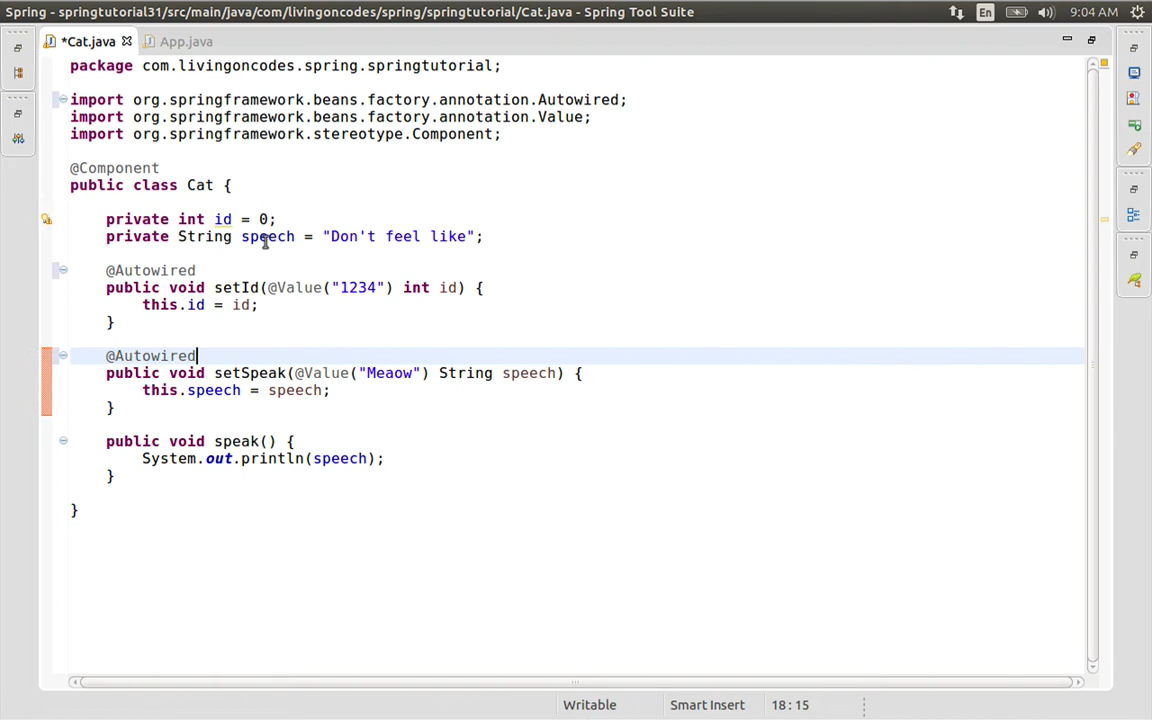 Spring - springtutorial31/src/main/java/com/livingoncodes/spring/springtutorial/Cat.java - Spring Tool Suite
En
9:04 AM
*Cat.java
App.java
package com.livingoncodes.spring.springtutorial;
import org.springframework.beans.factory.annotation.Autowired;
import org.springframework.beans.factory.annotation.Value;
import org.springframework.stereotype.Component;
@Component
public class Cat {
private int id = 0;
private String speech = "Don't feel like";
@Autowired
public void setId(@Value("1234") int id) {
this.id = id;
}
@Autowired
public void setSpeak(@Value("Meaow") String speech) {
this.speech = speech;
}
public void speak() {
System.out.println(speech);
}
}
Writable
Smart Insert
18 : 15